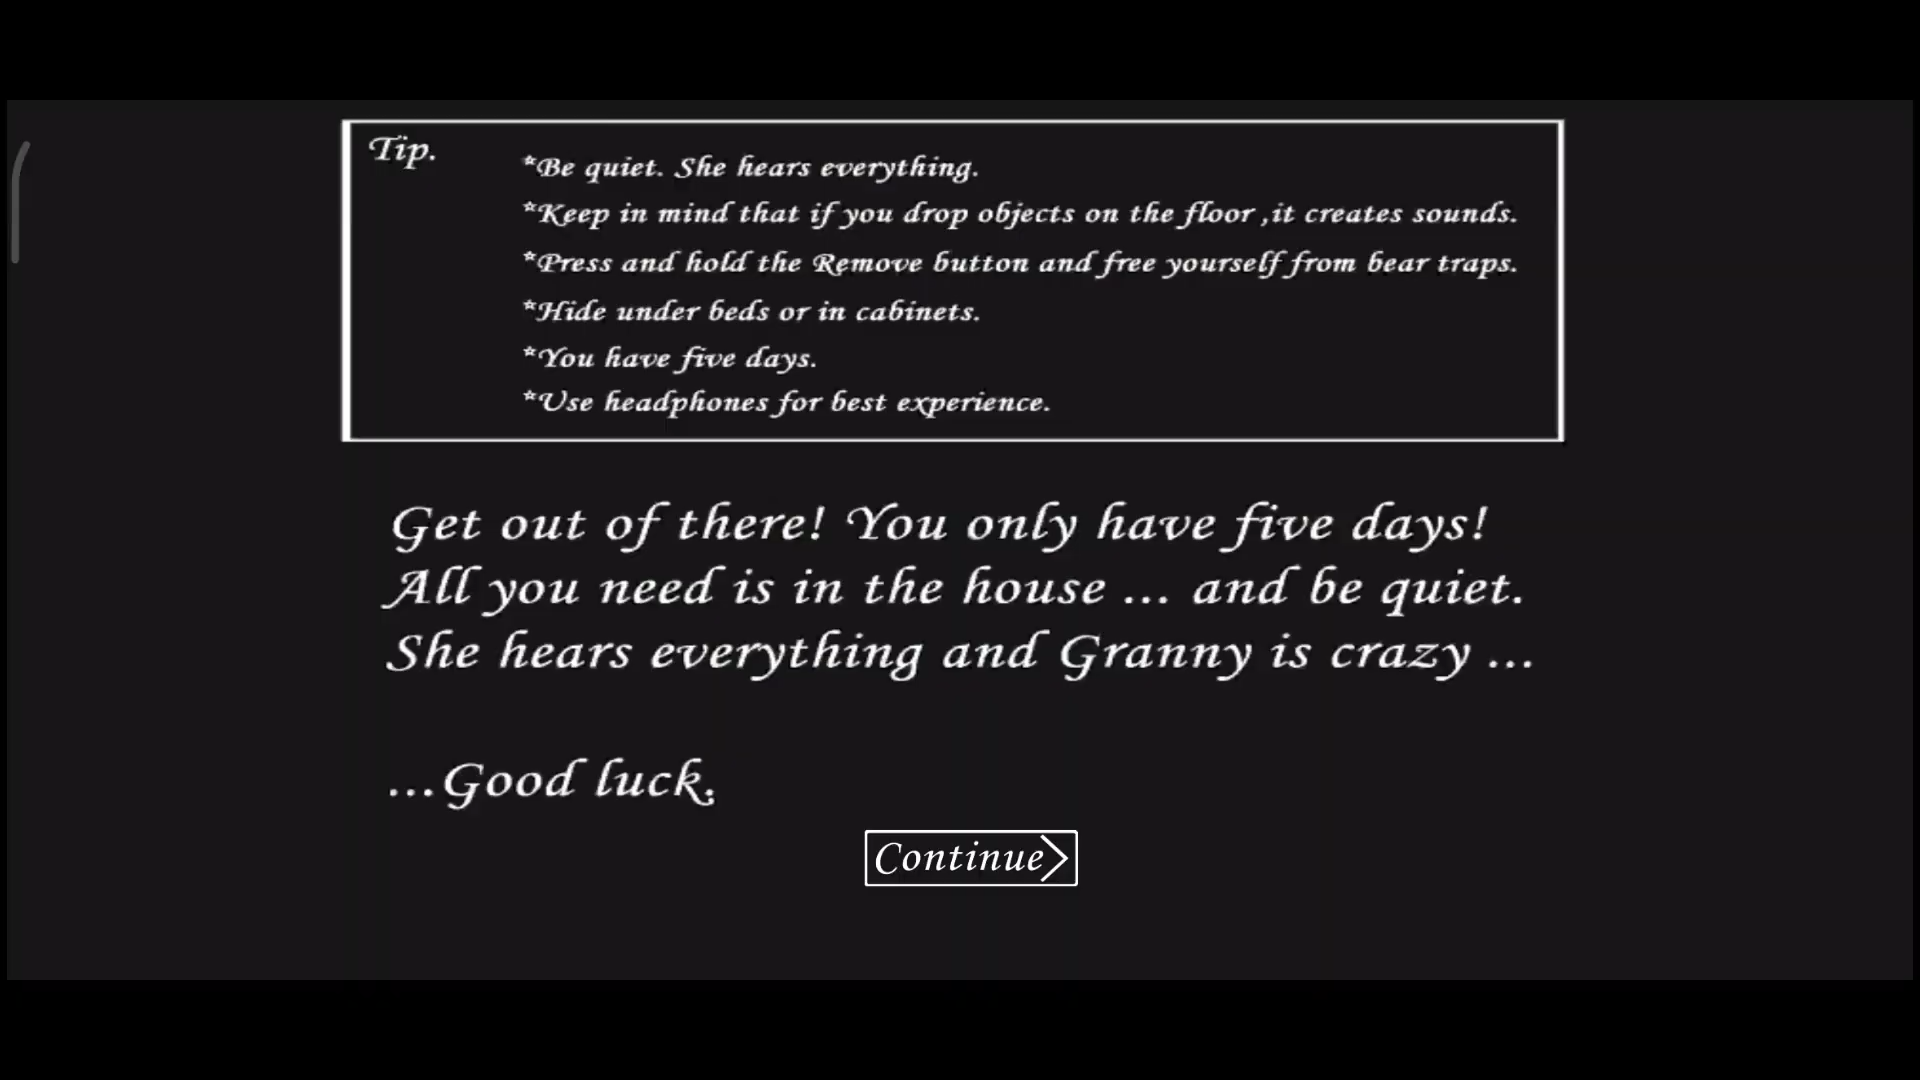 Tip.
*Be quiet. She hears everything.
*Keep in mind that if you drop objects on the floor ,it creates sounds.
*Press and hold the Remove button and free yourself from bear traps.
*Hide under beds or in cabinets.
*You have five days.
*Use headphones for best experience.
Get out of there! You only have five days!
All you need is in the house ... and be quiet.
She hears everything and Granny is crazy ...
...Good luck.
Continue